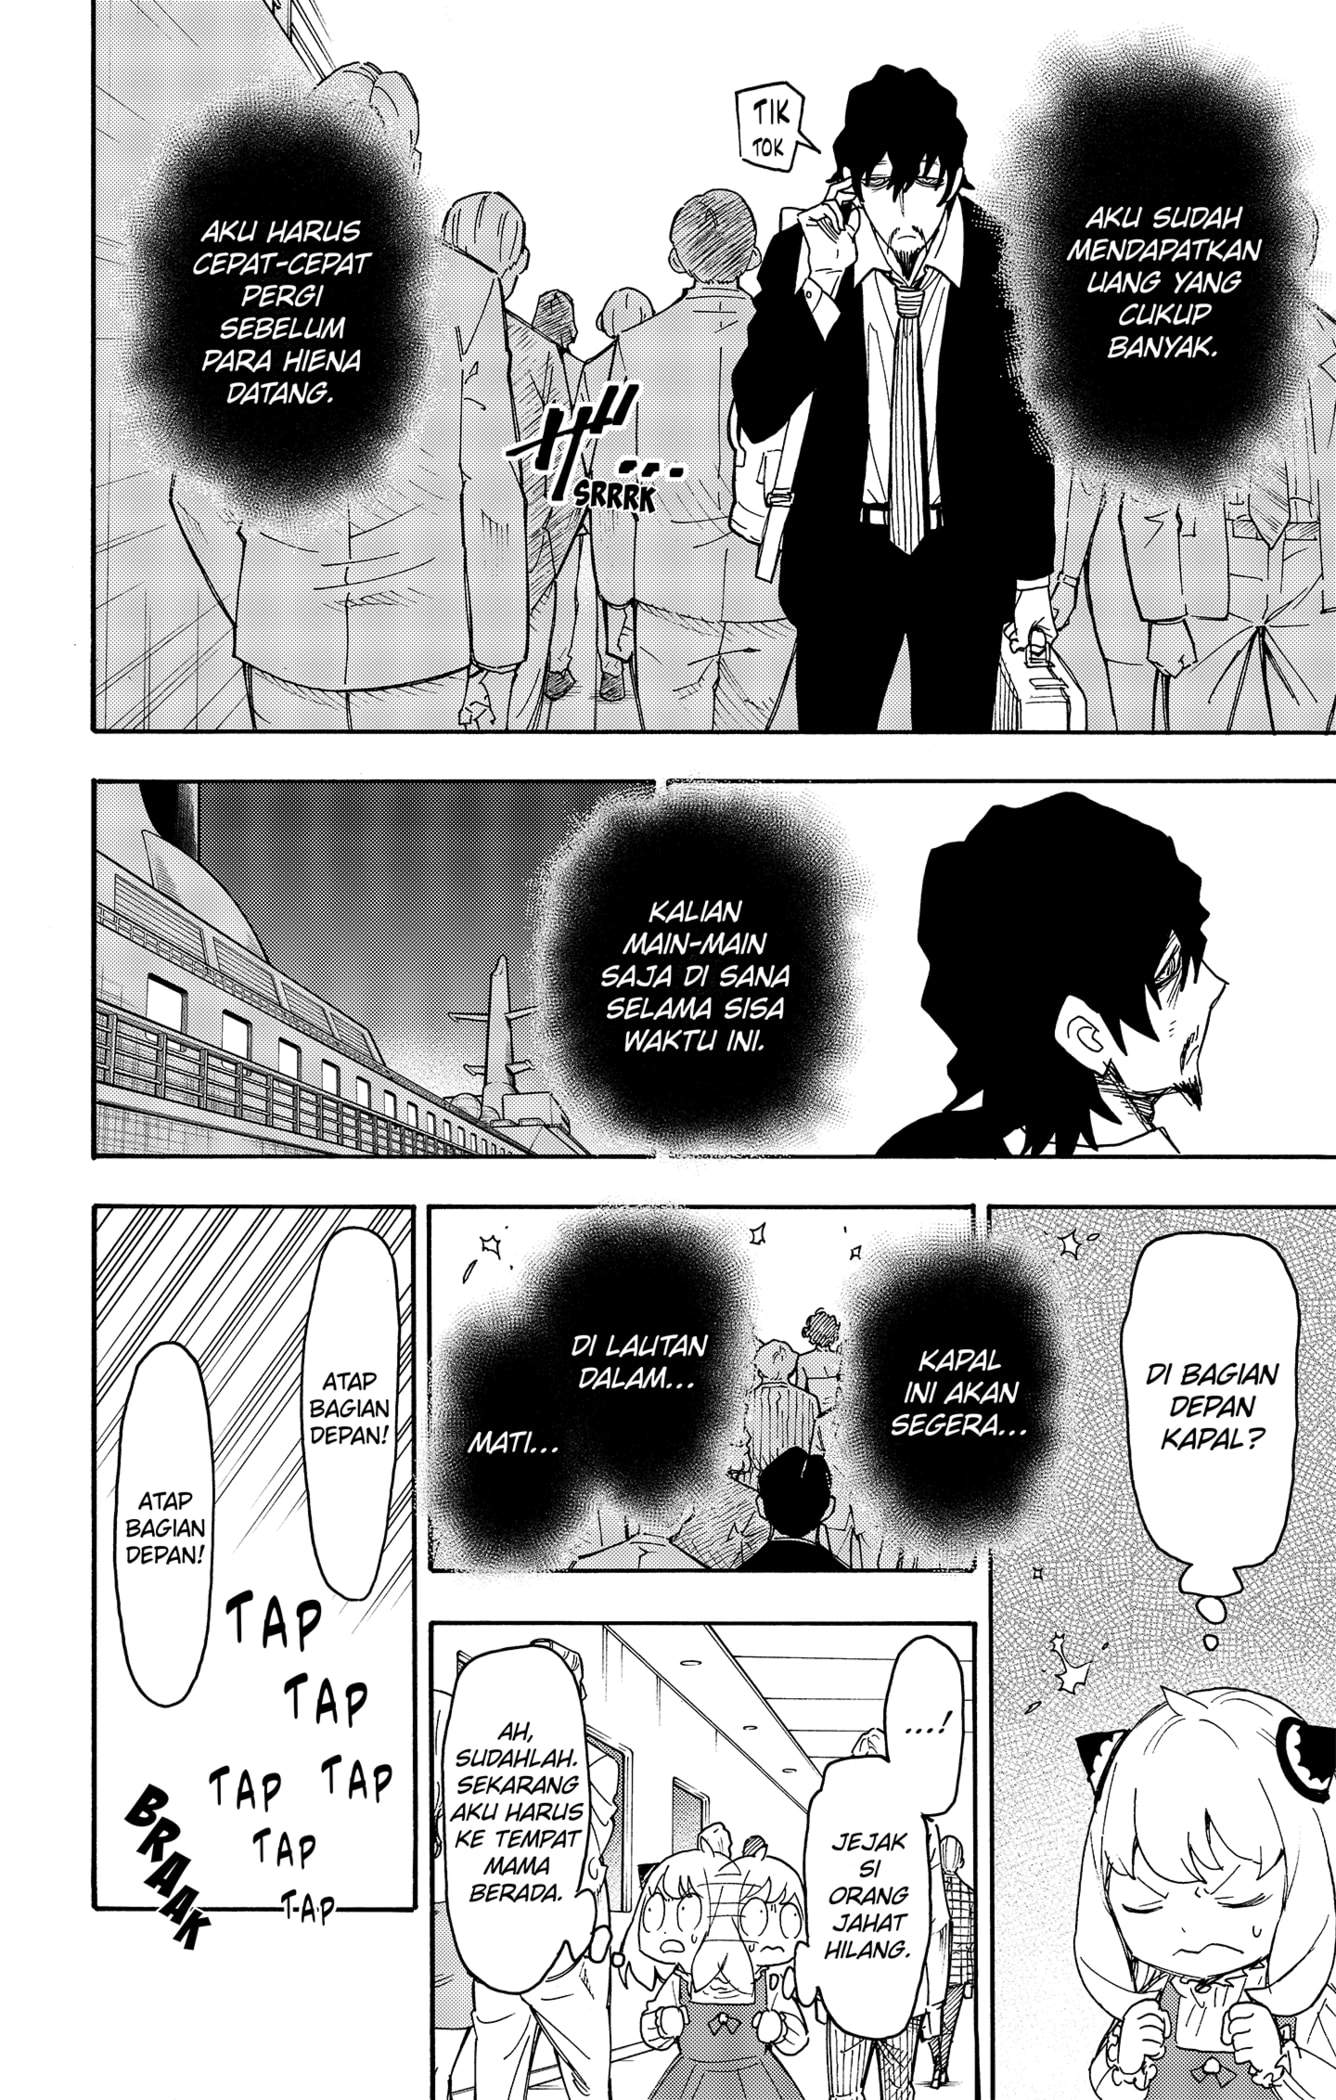 AKU SUDAH
MENDAPATKAN
UANG YANG
CUKUP
BANYAK.
TIK
TOK
AKU HARUS
CEPAT-CEPAT
PERGI
SEBELUM
PARA HIENA
DATANG.
ザッ...
SRRRK
KALIAN
MAIN-MAIN
SAJA DI SANA
SELAMA SISA
WAKTU INI.
DI BAGIAN
DEPAN
KAPAL?
KAPAL
INI AKAN
SEGERA...
DI LAUTAN
DALAM...
MATI...
...!
JEJAK
SI
ORANG
JAHAT
HILANG.
AH,
SUDAHLAH.
SEKARANG
AKU HARUS
KE TEMPAT
MAMA
BERADA.
ATAP
BAGIAN
DEPAN!
ATAP
BAGIAN
DEPAN!
TAP
TAP
TAP
TAP
TAP
TAP
BRAAK